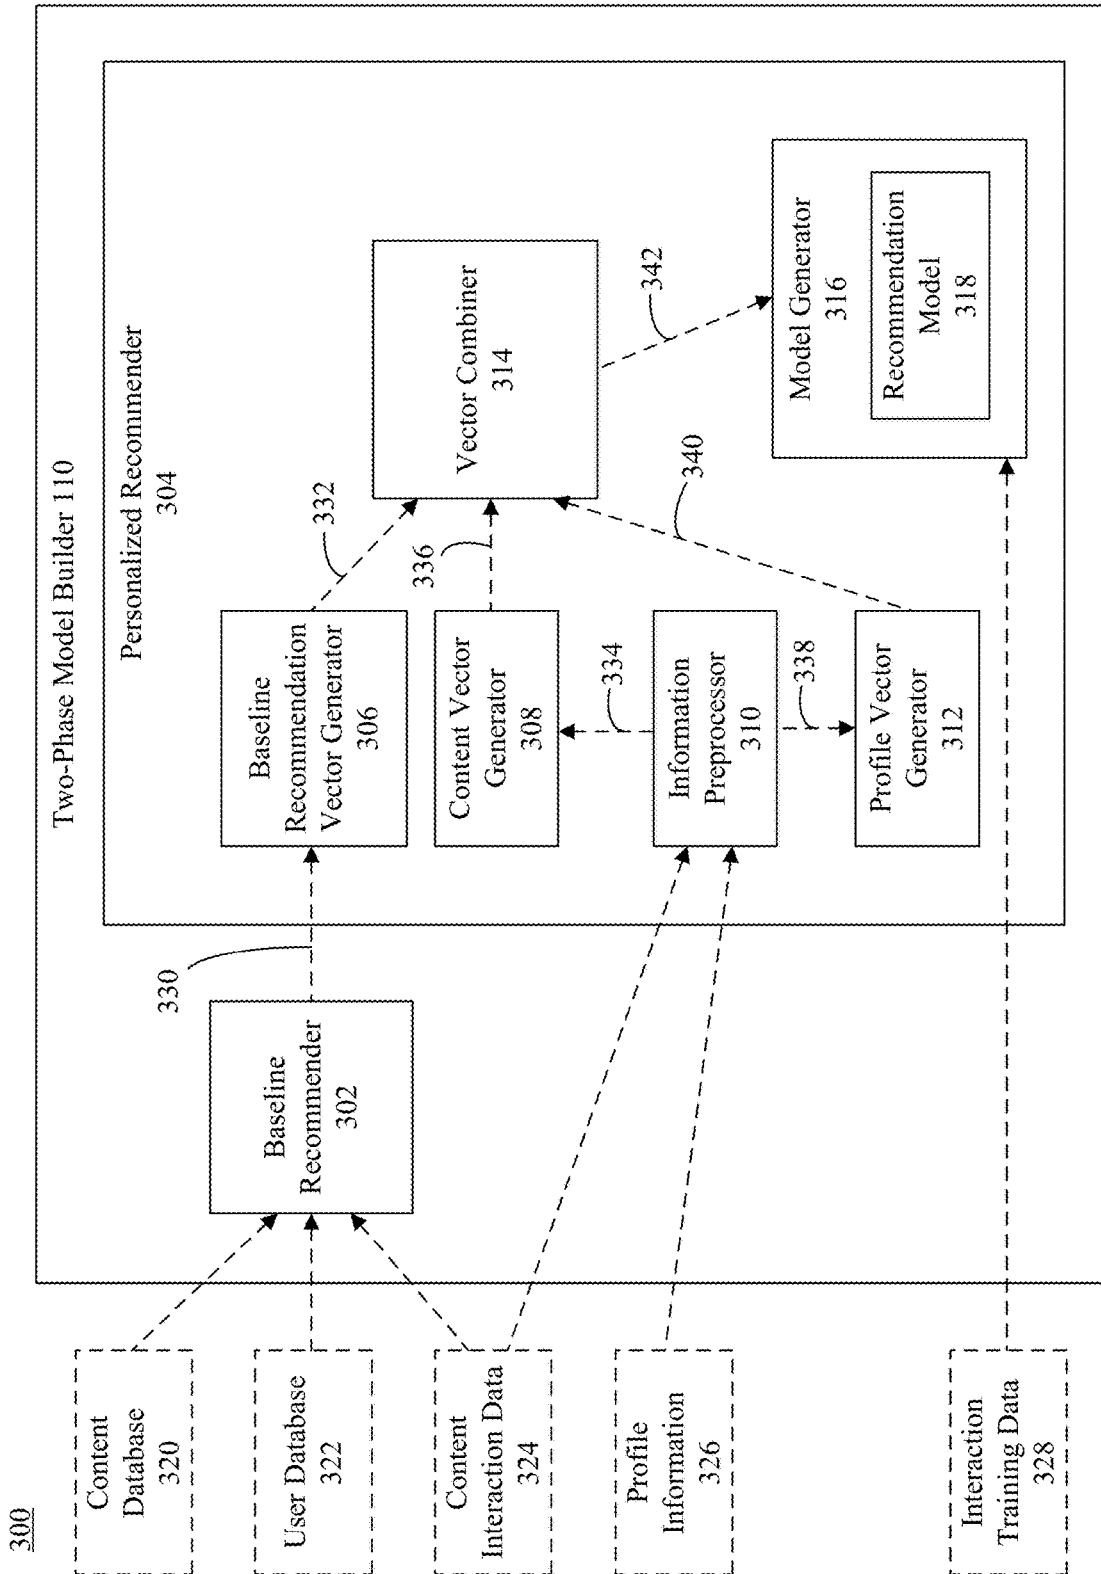 300
Two-Phase Model Builder 110
Personalized Recommender
304
Content
Database
320
User Database
322
Content
Interaction Data
324
Profile
Information
326
Interaction
Training Data
328
Baseline
Recommender
302
330
Baseline
Recommendation
Vector Generator
306
332
Content Vector
Generator
308
336
334
Information
Preprocessor
310
338
Profile Vector
Generator
312
340
Vector Combiner
314
342
Model Generator
316
Recommendation
Model
318